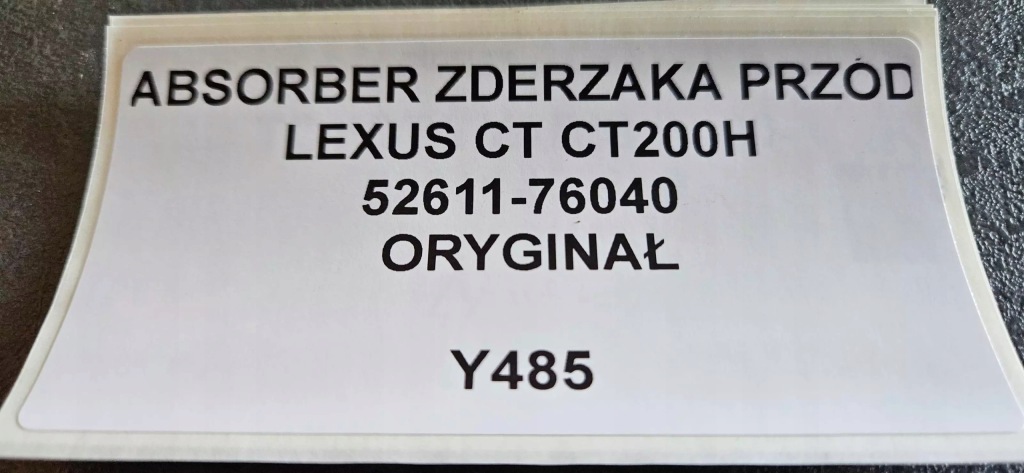 ABSORBER ZDERZAKA PRZÓD
LEXUS CT CT200H
52611-76040
ORYGINAŁ
Y485